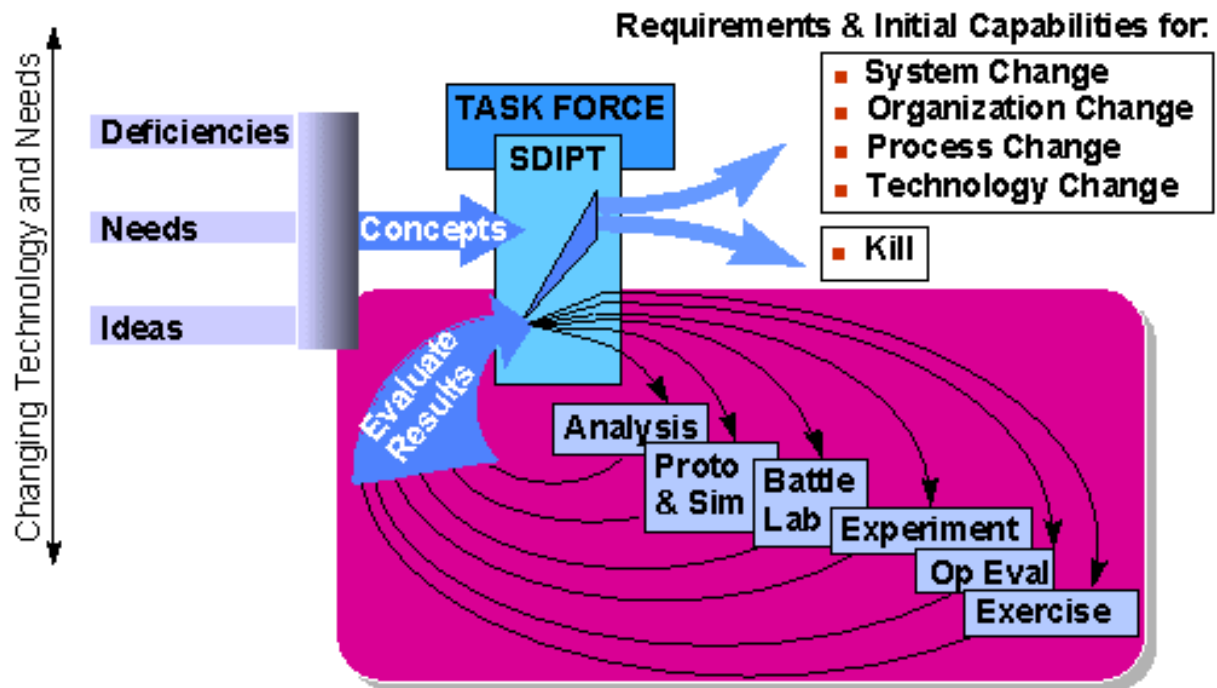 Requirements & Initial Capabilities for:
System Change
Organization Change
Process Change
Technology Change
Kill
Changing Technology and Needs
Deficiencies
Needs
Ideas
Concepts
TASK FORCE
SDIPT
Evaluate
Results
Analysis
Proto
& Sim
Battle
Lab
Experiment
Op Eval
Exercise